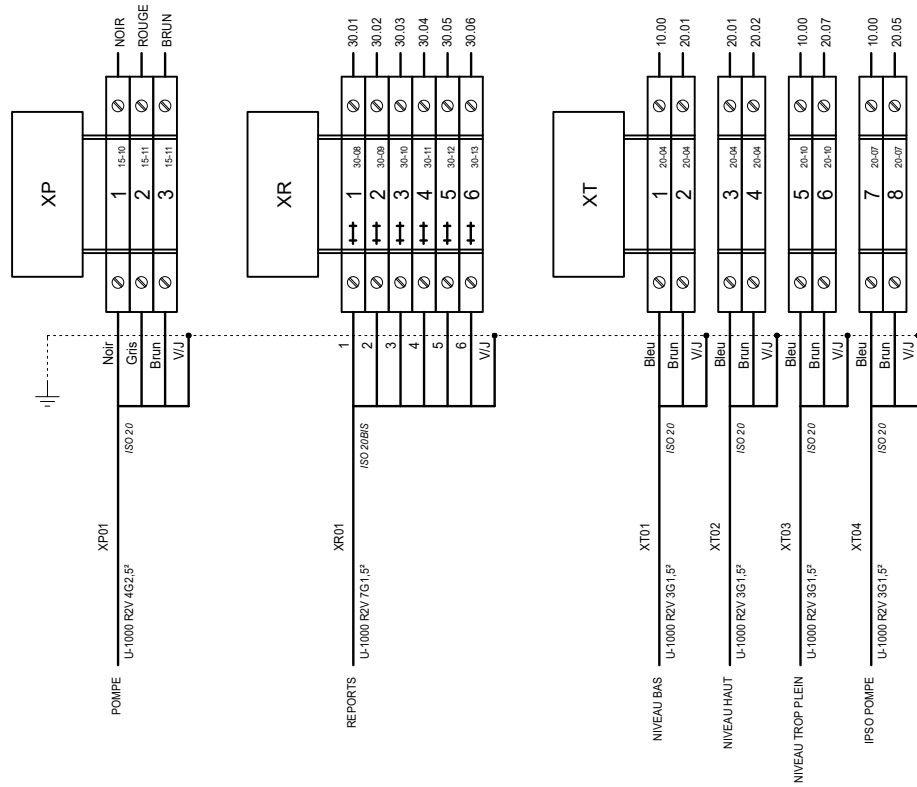 XP
1 15-10 NOIR
2 15-11 ROUGE
3 15-11 BRUN
Noir
Gris
Brun
V/J
ISO 20
XP01
U-1000 R2V 4G2,5²
POMPE
XR
1 30-08 30.01
2 30-09 30.02
3 30-10 30.03
4 30-11 30.04
5 30-12 30.05
6 30-13 30.06
1
2
3
4
5
6
V/J
ISO 20BIS
XR01
U-1000 R2V 7G1,5²
REPORTS
XT
1 20-04 10.00
2 20-04 20.01
Bleu
Brun
V/J
ISO 20
XT01
U-1000 R2V 3G1,5²
NIVEAU BAS
3 20-04 20.01
4 20-04 20.02
Bleu
Brun
V/J
ISO 20
XT02
U-1000 R2V 3G1,5²
NIVEAU HAUT
5 20-10 10.00
6 20-10 20.07
Bleu
Brun
V/J
ISO 20
XT03
U-1000 R2V 3G1,5²
NIVEAU TROP PLEIN
7 20-07 10.00
8 20-07 20.05
Bleu
Brun
V/J
ISO 20
XT04
U-1000 R2V 3G1,5²
IPSO POMPE